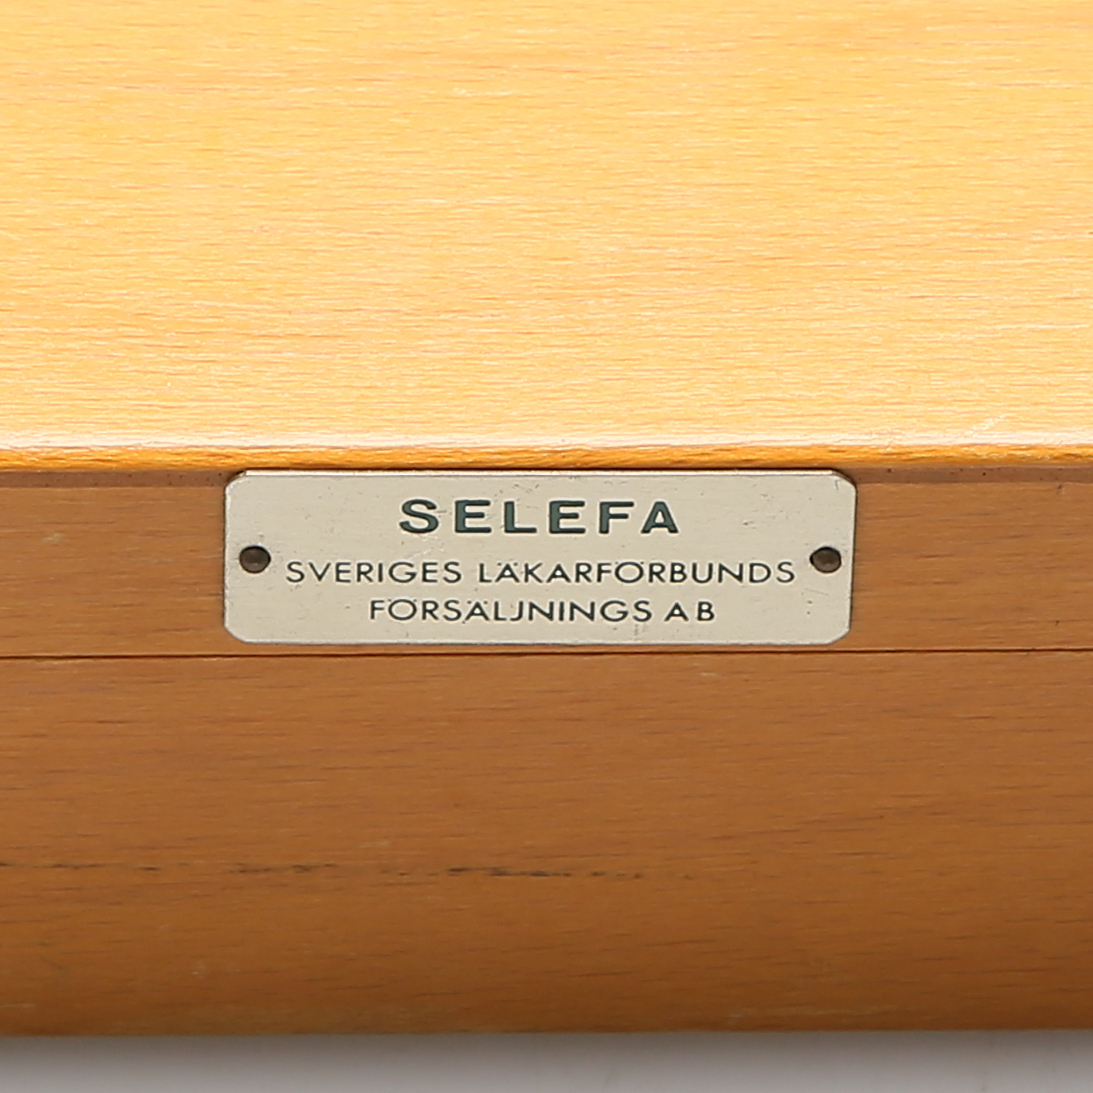 SELEFA
SVERIGES LÄKARFÖRBUNDS
FÖRSÄLJNINGS AB